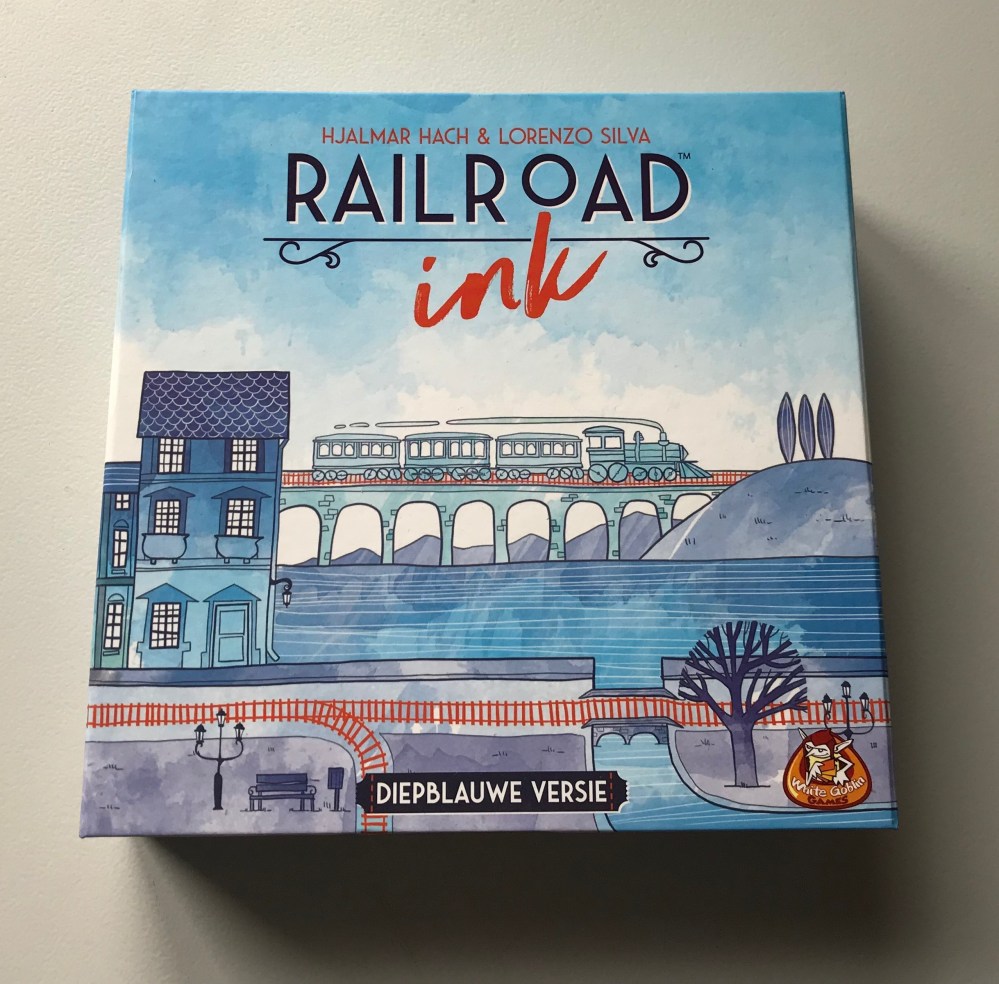 HJALMAR HACH & LORENZO SILVA
RAILROAD™
ink
DIEPBLAUWE VERSIE
White Goblin
GAMES